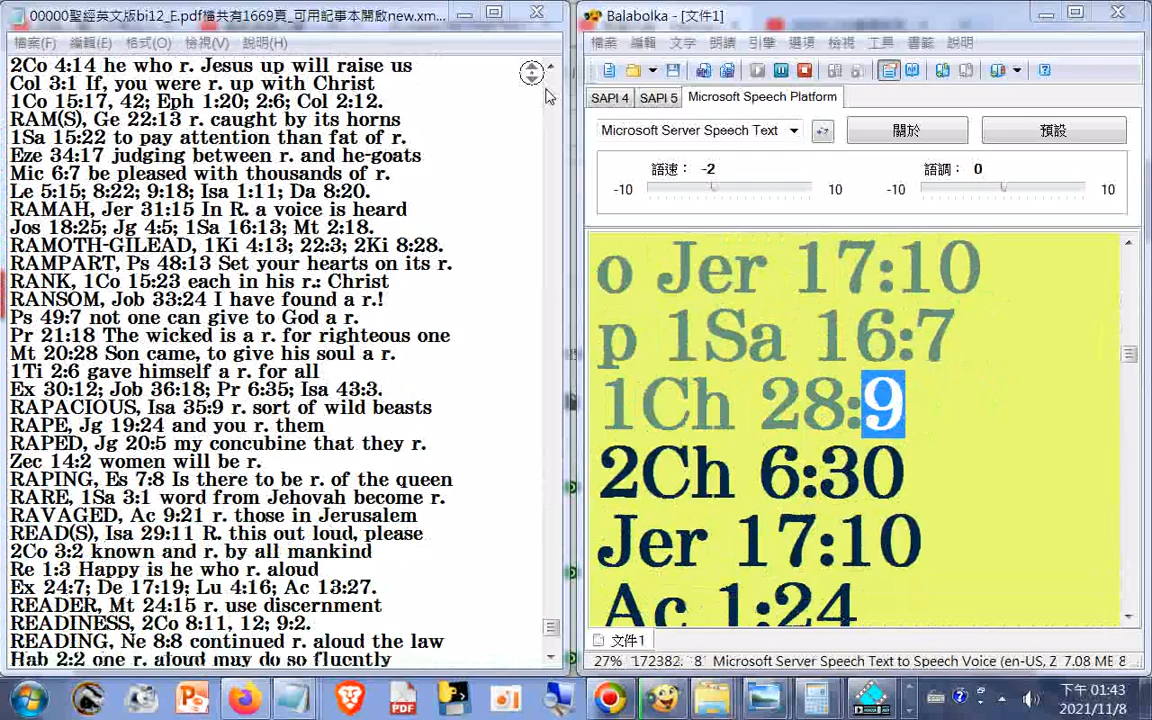 00000聖經英文版bi12_E.pdf檔共有1669頁_可用記事本開啟new.xm...
檔案(F) 編輯(E) 格式(O) 檢視(V) 說明(H)
2Co 4:14 he who r. Jesus up will raise us
Col 3:1 If, you were r. up with Christ
1Co 15:17, 42; Eph 1:20; 2:6; Col 2:12.
RAM(S), Ge 22:13 r. caught by its horns
1Sa 15:22 to pay attention than fat of r.
Eze 34:17 judging between r. and he-goats
Mic 6:7 be pleased with thousands of r.
Le 5:15; 8:22; 9:18; Isa 1:11; Da 8:20.
RAMAH, Jer 31:15 In R. a voice is heard
Jos 18:25; Jg 4:5; 1Sa 16:13; Mt 2:18.
RAMOTH-GILEAD, 1Ki 4:13; 22:3; 2Ki 8:28.
RAMPART, Ps 48:13 Set your hearts on its r.
RANK, 1Co 15:23 each in his r.: Christ
RANSOM, Job 33:24 I have found a r.!
Ps 49:7 not one can give to God a r.
Pr 21:18 The wicked is a r. for righteous one
Mt 20:28 Son came, to give his soul a r.
1Ti 2:6 gave himself a r. for all
Ex 30:12; Job 36:18; Pr 6:35; Isa 43:3.
RAPACIOUS, Isa 35:9 r. sort of wild beasts
RAPE, Jg 19:24 and you r. them
RAPED, Jg 20:5 my concubine that they r.
Zec 14:2 women will be r.
RAPING, Es 7:8 Is there to be r. of the queen
RARE, 1Sa 3:1 word from Jehovah become r.
RAVAGED, Ac 9:21 r. those in Jerusalem
READ(S), Isa 29:11 R. this out loud, please
2Co 3:2 known and r. by all mankind
Re 1:3 Happy is he who r. aloud
Ex 24:7; De 17:19; Lu 4:16; Ac 13:27.
READER, Mt 24:15 r. use discernment
READINESS, 2Co 8:11, 12; 9:2.
READING, Ne 8:8 continued r. aloud the law
Hab 2:2 one r. aloud may do so fluently
Balabolka - [文件1]
檔案 編輯 文字 朗讀 引擎 選項 檢視 工具 書籤 說明
SAPI 4 SAPI 5 Microsoft Speech Platform
Microsoft Server Speech Text 關於 預設
語速： -2 語調： 0
-10 10 -10 10
o Jer 17:10
p 1Sa 16:7
1Ch 28:9
2Ch 6:30
Jer 17:10
Ac 1:24
文件1
27% 172382. 8' Microsoft Server Speech Text to Speech Voice (en-US, Z 7.08 ME 8
下午 01:43
2021/11/8